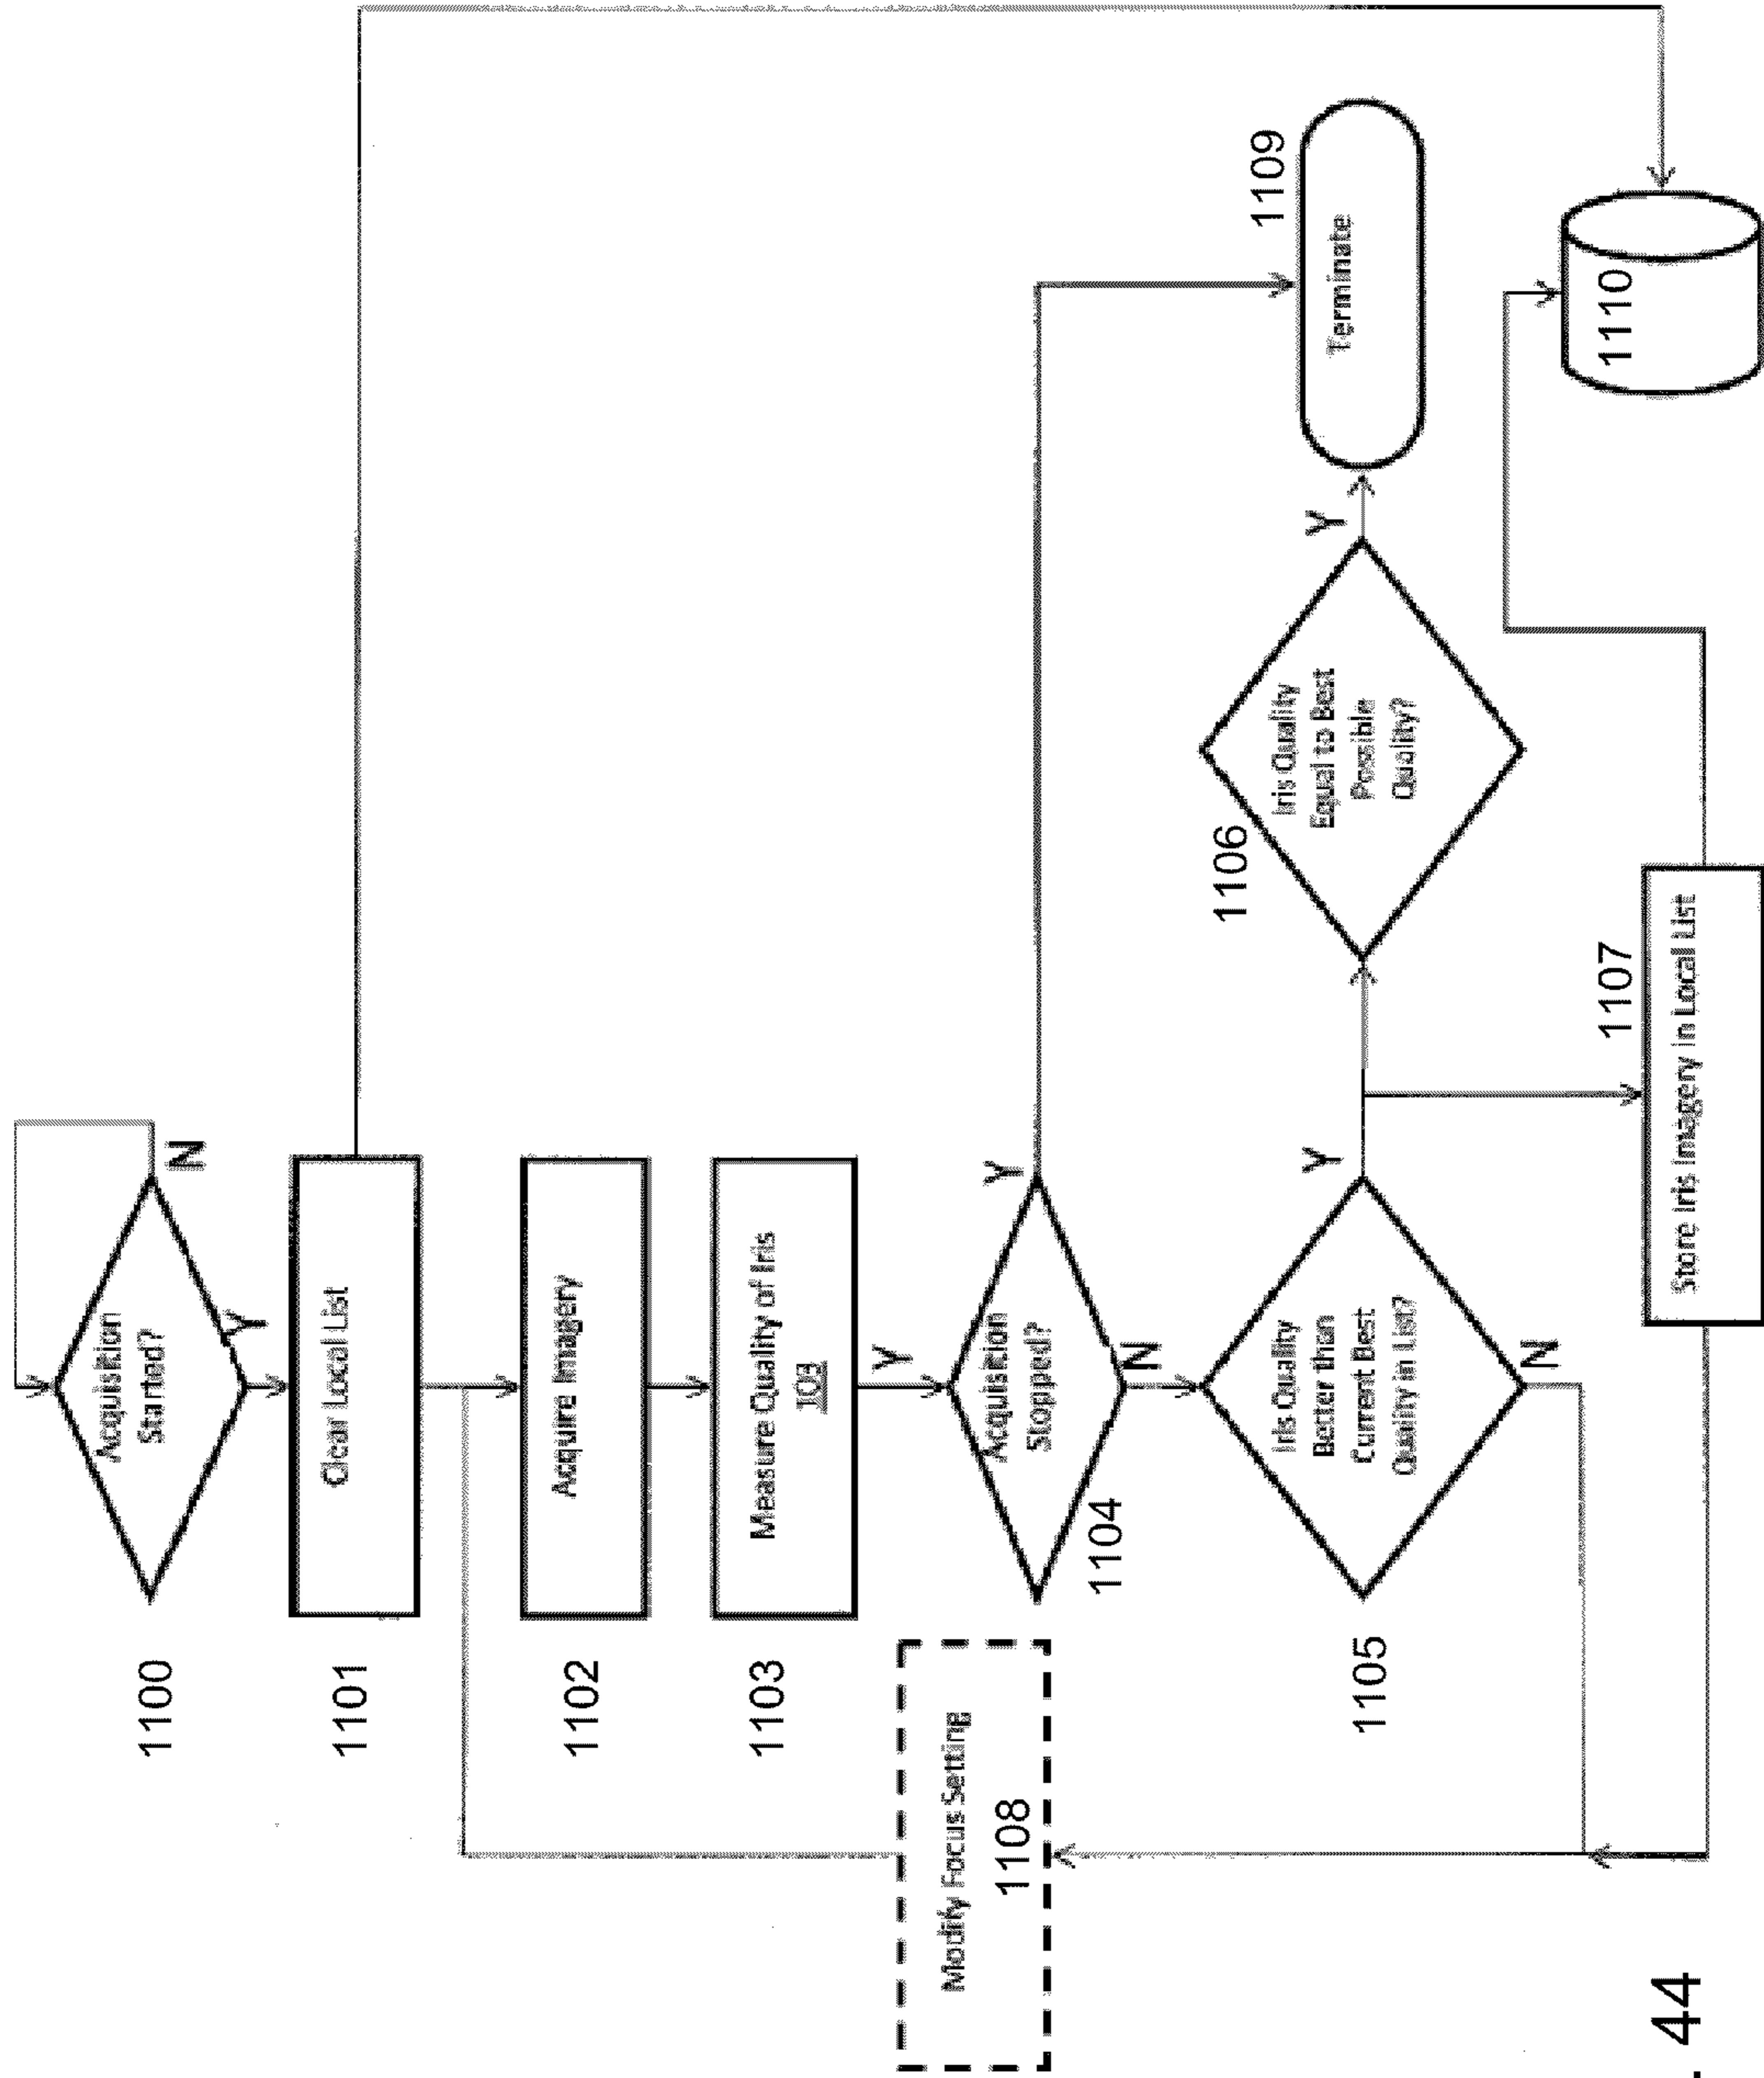 1100
Acquisition
Started?
N
Y
1101
Clear Local List
1102
Acquire Imagery
1103
Measure Quality of Iris
103
Y
Modify Focus Setting
1108
Acquisition
Stopped?
1104
Y
N
1105
Iris Quality
Better than
Current Best
Quality in List?
Y
N
1106
Iris Quality
Equal to Best
Possible
Quality?
Y
1109
Terminate
1107
Store Iris Imagery in Local List
1110
. 44